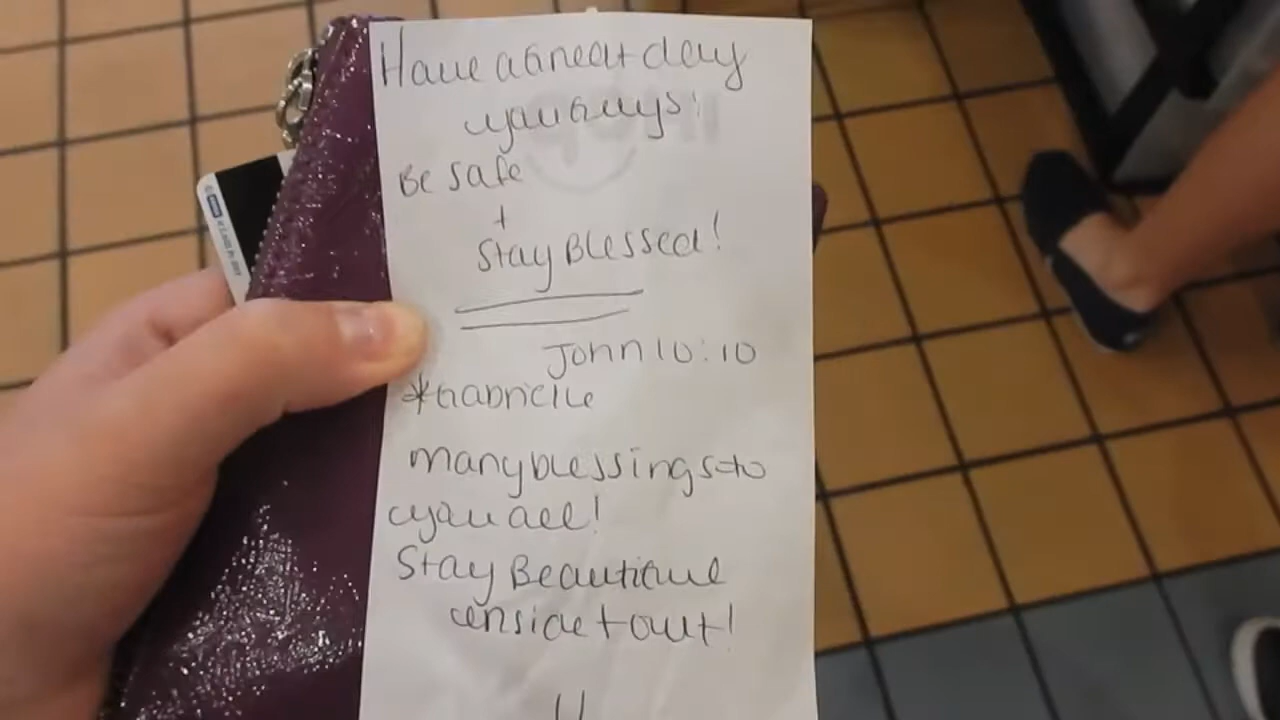 Have a Great day
you guys!
Be safe
+
Stay Blessed!
John 10:10
*Gabrielle
many blessings to
you all!
Stay Beautiful
inside + out!